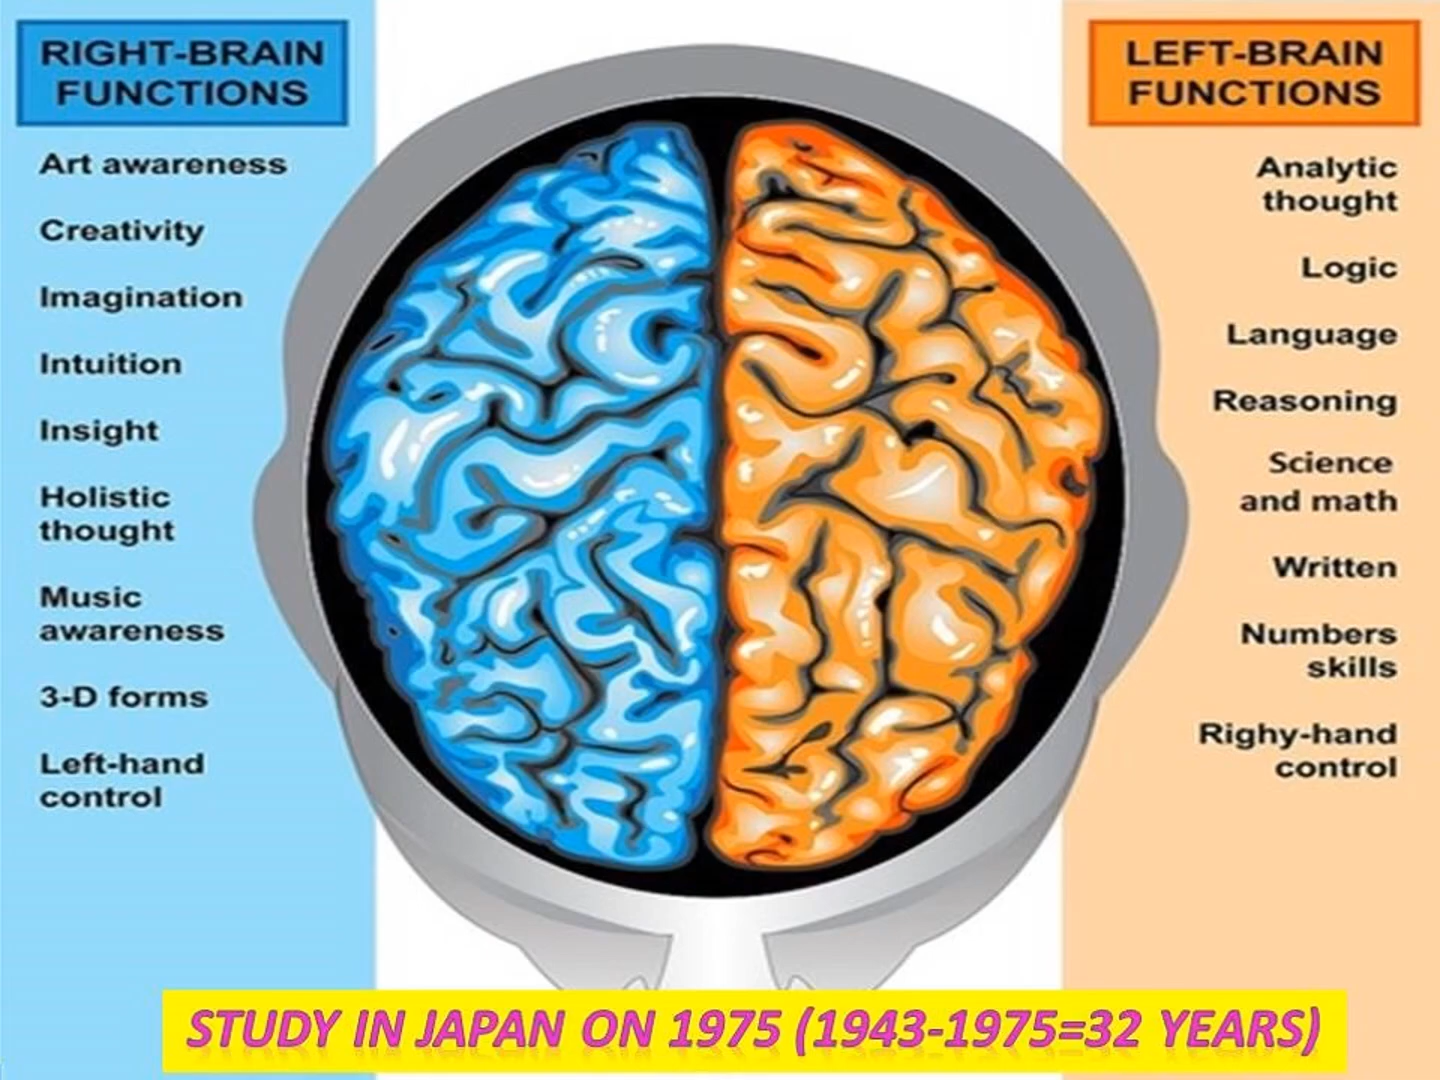 RIGHT-BRAIN
FUNCTIONS
Art awareness
Creativity
Imagination
Intuition
Insight
Holistic
thought
Music
awareness
3-D forms
Left-hand
control
LEFT-BRAIN
FUNCTIONS
Analytic
thought
Logic
Language
Reasoning
Science
and math
Written
Numbers
skills
Righy-hand
control
STUDY IN JAPAN ON 1975 (1943-1975=32 YEARS)